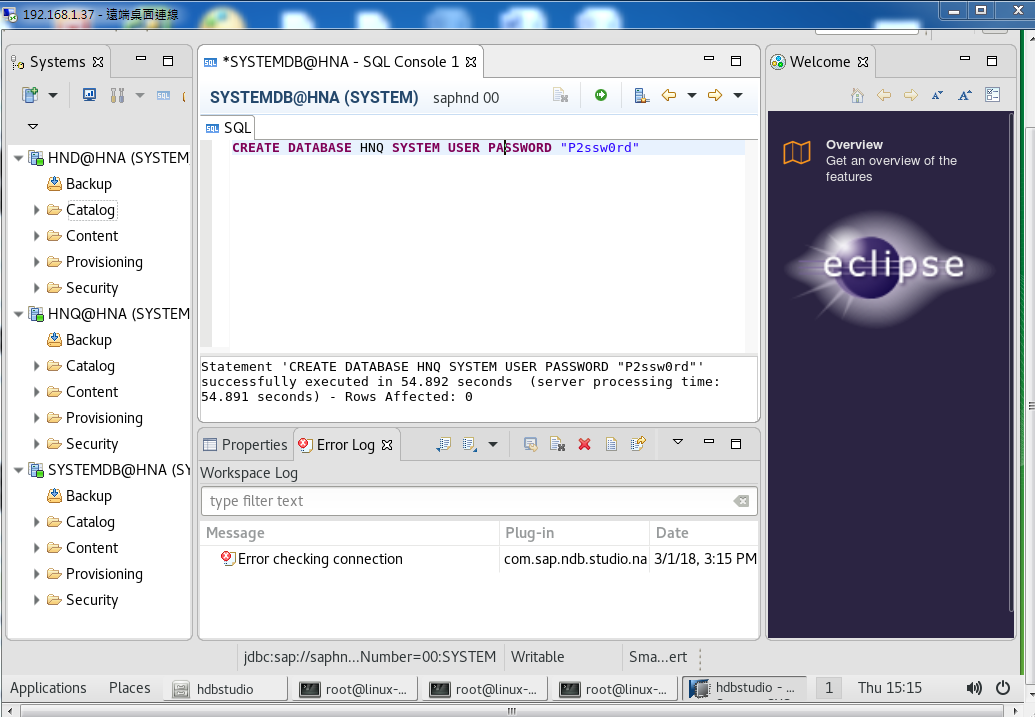 192.168.1.37 - 遠端桌面連線
Systems
HND@HNA (SYSTEM
Backup
Catalog
Content
Provisioning
Security
HNQ@HNA (SYSTEM
Backup
Catalog
Content
Provisioning
Security
SYSTEMDB@HNA (SY
Backup
Catalog
Content
Provisioning
Security
*SYSTEMDB@HNA - SQL Console 1
SYSTEMDB@HNA (SYSTEM) saphnd 00
SQL
CREATE DATABASE HNQ SYSTEM USER PASSWORD "P2ssw0rd"
Statement 'CREATE DATABASE HNQ SYSTEM USER PASSWORD "P2ssw0rd"'
successfully executed in 54.892 seconds (server processing time:
54.891 seconds) - Rows Affected: 0
Properties Error Log
Workspace Log
type filter text
Message Plug-in Date
Error checking connection com.sap.ndb.studio.na 3/1/18, 3:15 PM
Welcome
Overview
Get an overview of the
features
eclipse
jdbc:sap://saphn...Number=00:SYSTEM Writable Sma...ert
Applications Places hdbstudio root@linux-... root@linux-... root@linux-... hdbstudio - ... 1 Thu 15:15